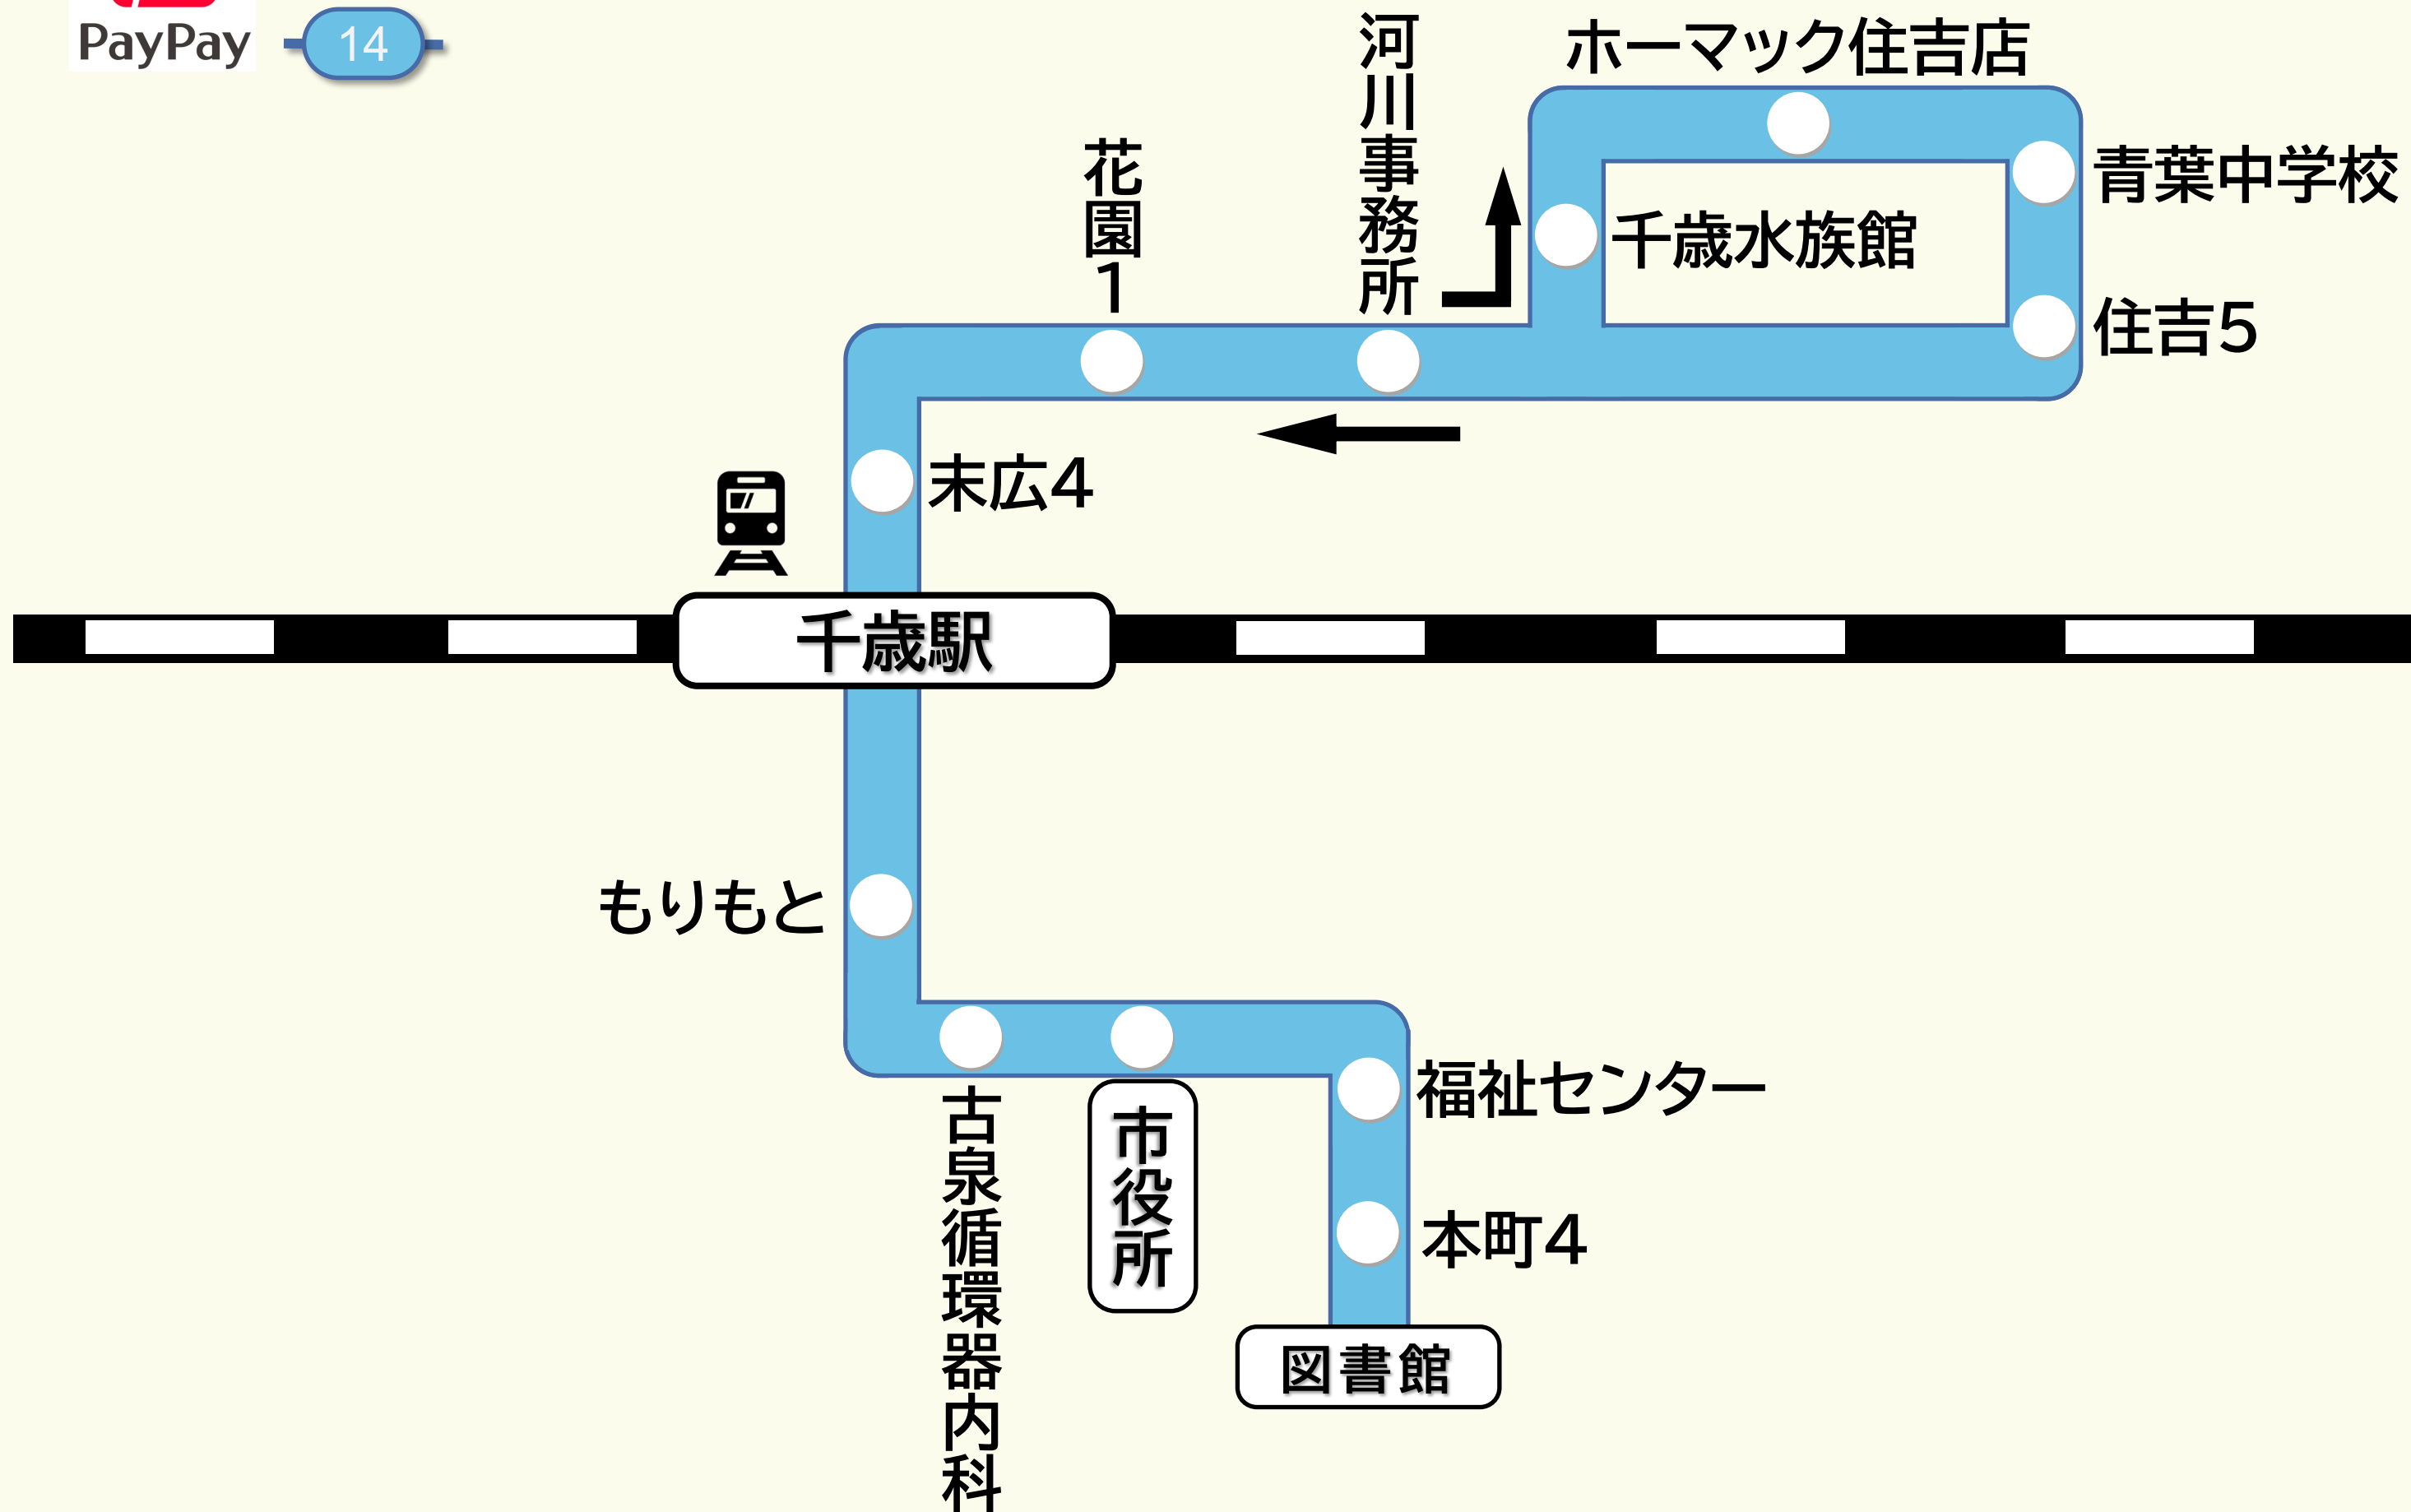 PayPay
14
河川事務所
ホーマック住吉店
花園1
青葉中学校
千歳水族館
住吉5
末広4
千歳駅
もりもと
福祉センター
古泉循環器内科
市役所
本町4
図書館